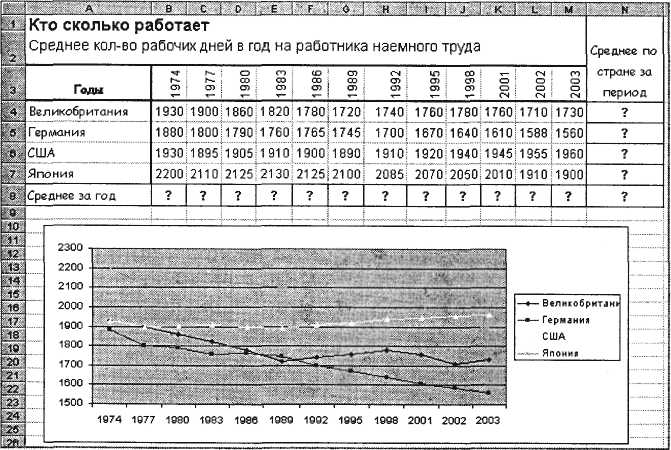 A B C D E F G H I J K L M N
1 Кто сколько работает
2 Среднее кол-во рабочих дней в год на работника наемного труда
Среднее по стране за период
3 Годы 1974 1977 1980 1983 1986 1989 1992 1995 1998 2001 2002 2003
4 Великобритания 1930 1900 1860 1820 1780 1720 1740 1760 1780 1760 1710 1730 ?
5 Германия 1880 1800 1790 1760 1765 1745 1700 1670 1640 1610 1588 1560 ?
6 США 1930 1895 1905 1910 1900 1890 1910 1920 1940 1945 1955 1960 ?
7 Япония 2200 2110 2125 2130 2125 2100 2085 2070 2050 2010 1910 1900 ?
8 Среднее за год ? ? ? ? ? ? ? ? ? ? ? ?
9
10
11
12
13
14
15
16
17
18
19
20
21
22
23
24
25
26
2300
2200
2100
2000
1900
1800
1700
1600
1500
1974 1977 1980 1983 1986 1989 1992 1995 1998 2001 2002 2003
Великобритани
Германия
США
Япония